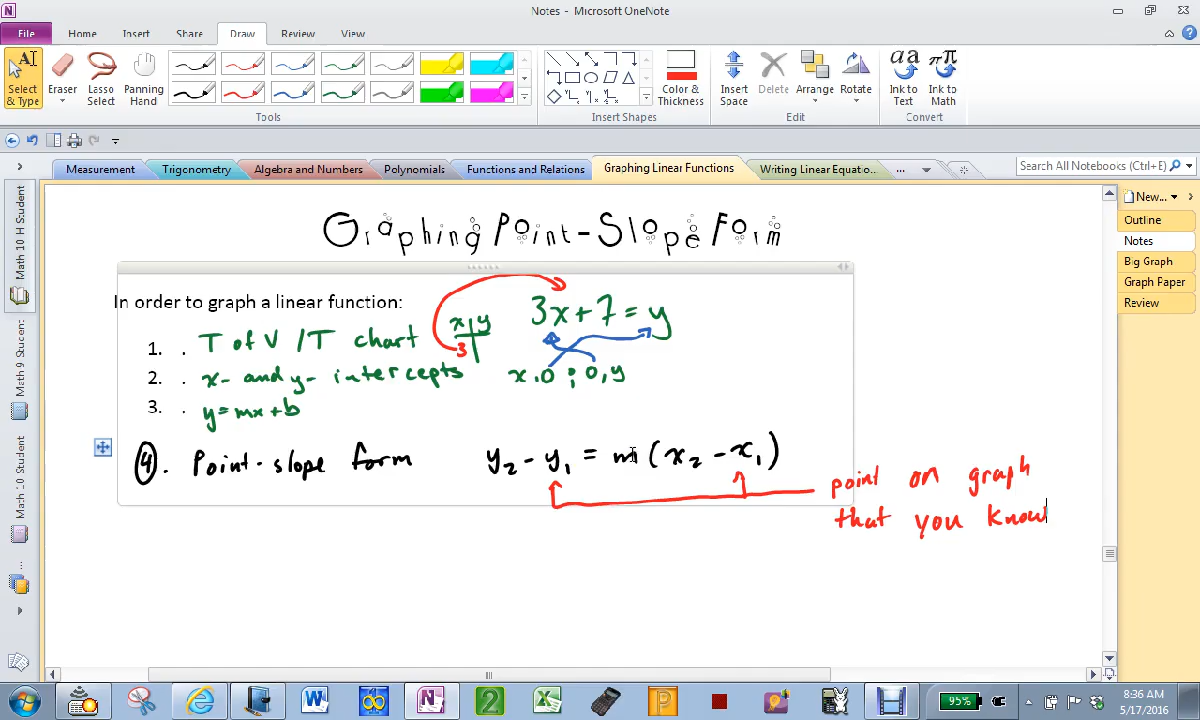 Notes - Microsoft OneNote
File Home Insert Share Draw Review View
Select & Type
Eraser
Lasso Select
Panning Hand
Color & Thickness
Insert Space
Delete
Arrange
Rotate
Ink to Text
Ink to Math
Tools Insert Shapes Edit Convert
Measurement Trigonometry Algebra and Numbers Polynomials Functions and Relations Graphing Linear Functions Writing Linear Equatio... ...
Search All Notebooks (Ctrl+E)
New...
Outline
Notes
Big Graph
Graph Paper
Review
Math 10 H Student
Math 9 Student
Math 10 Student
Graphing Point-Slope Form
In order to graph a linear function:
1. . T of V /T chart
x y
3
3x+7=y
2. . x- and y- intercepts x,0 ; 0,y
3. . y=mx+b
4. Point-slope form y₂ - y₁ = m (x₂ - x₁)
point on graph
that you know
95%
8:36 AM
5/17/2016